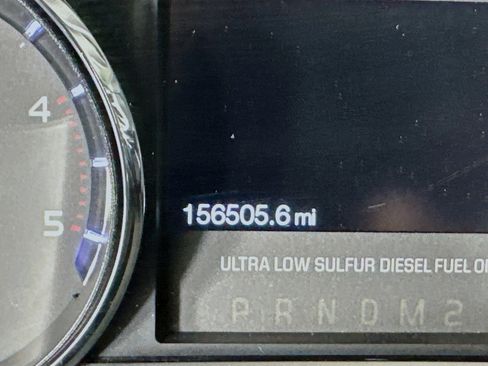 4
5
156505.6 mi
ULTRA LOW SULFUR DIESEL FUEL
P R N D M 2